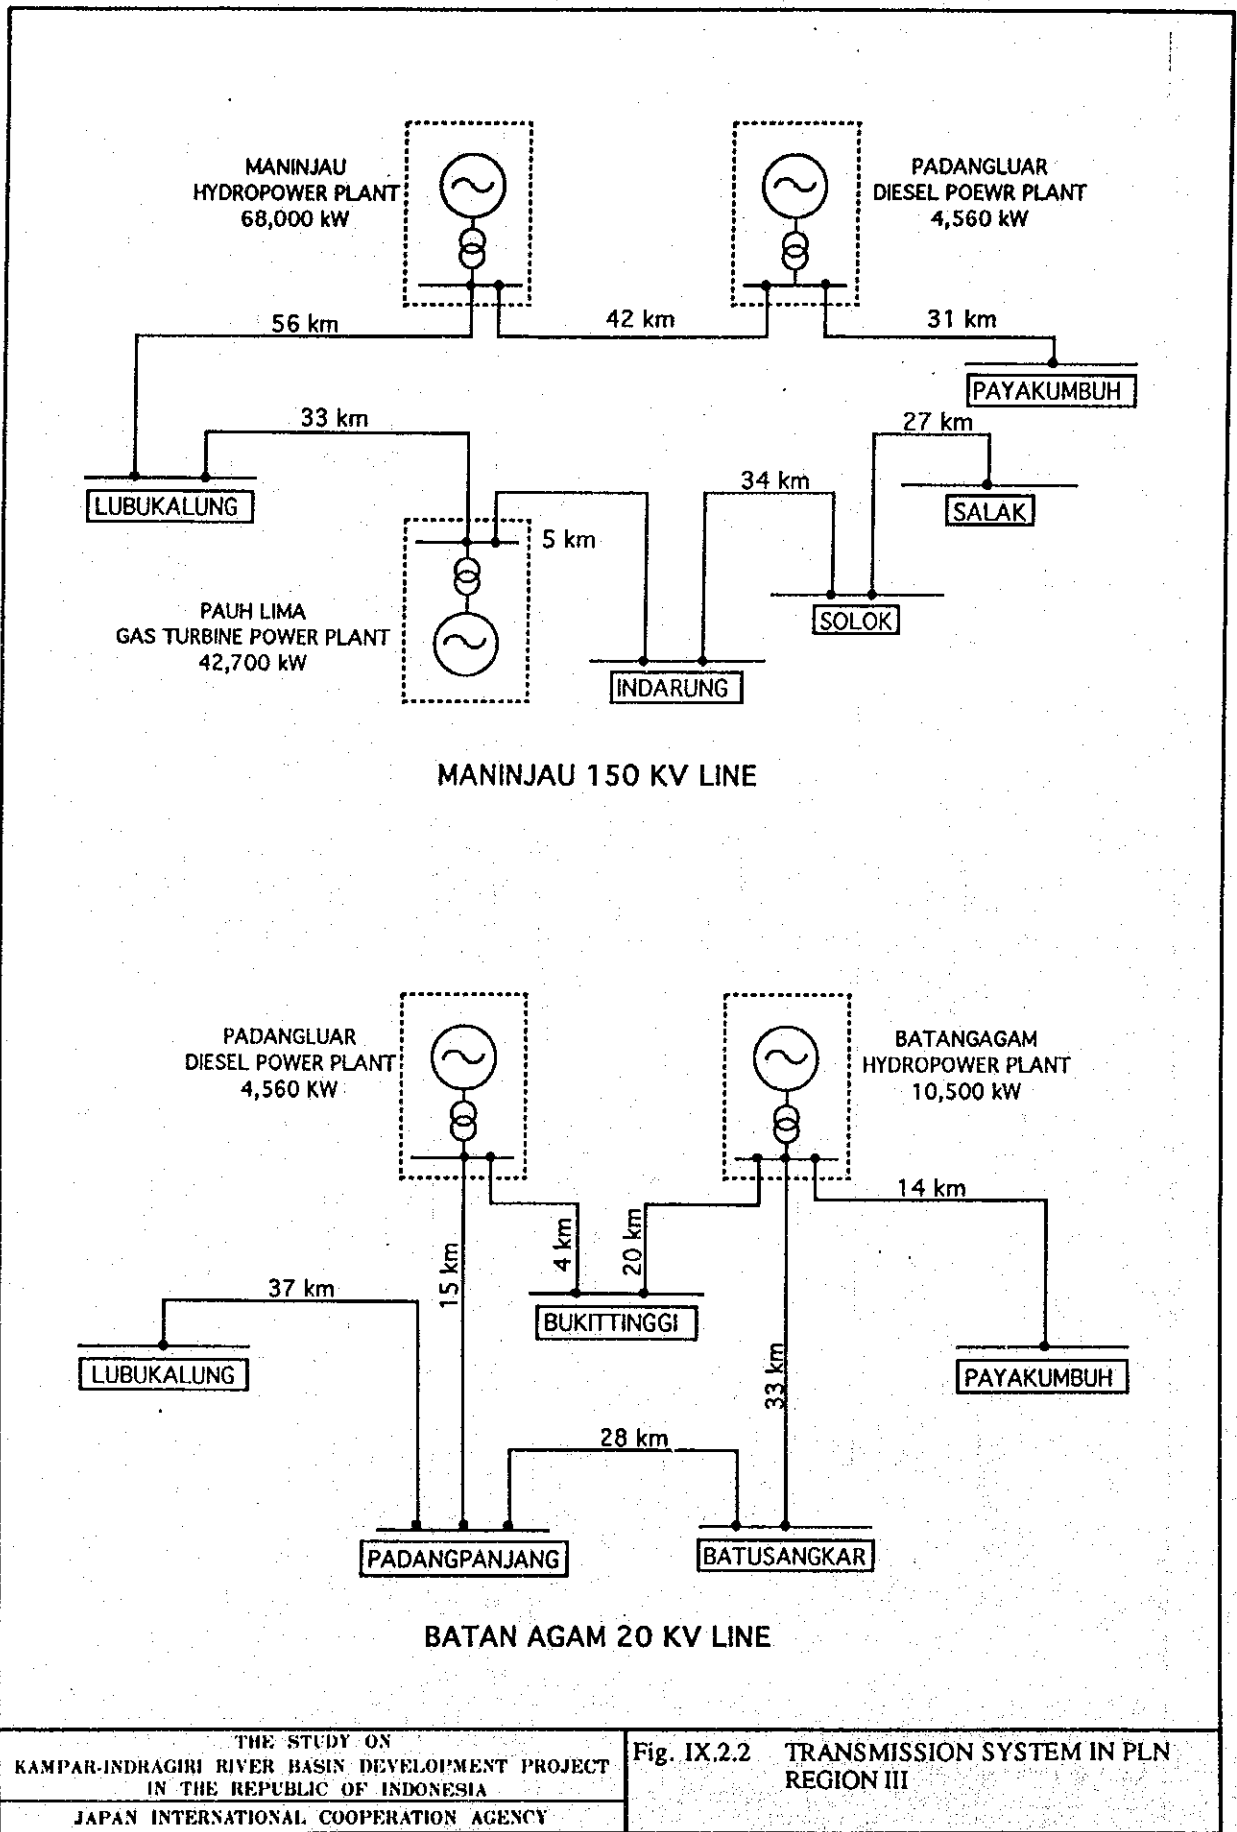 MANINJAU
HYDROPOWER PLANT
68,000 kW
PADANGLUAR
DIESEL POEWR PLANT
4,560 kW
56 km
42 km
31 km
PAYAKUMBUH
33 km
27 km
34 km
LUBUKALUNG
SALAK
5 km
PAUH LIMA
GAS TURBINE POWER PLANT
42,700 kW
SOLOK
INDARUNG
MANINJAU 150 KV LINE
PADANGLUAR
DIESEL POWER PLANT
4,560 KW
BATANGAGAM
HYDROPOWER PLANT
10,500 kW
14 km
4 km
20 km
15 km
37 km
BUKITTINGGI
LUBUKALUNG
33 km
PAYAKUMBUH
28 km
PADANGPANJANG
BATUSANGKAR
BATAN AGAM 20 KV LINE
THE STUDY ON
KAMPAR-INDRAGIRI RIVER BASIN DEVELOPMENT PROJECT
IN THE REPUBLIC OF INDONESIA
JAPAN INTERNATIONAL COOPERATION AGENCY
Fig. IX.2.2 TRANSMISSION SYSTEM IN PLN
REGION III